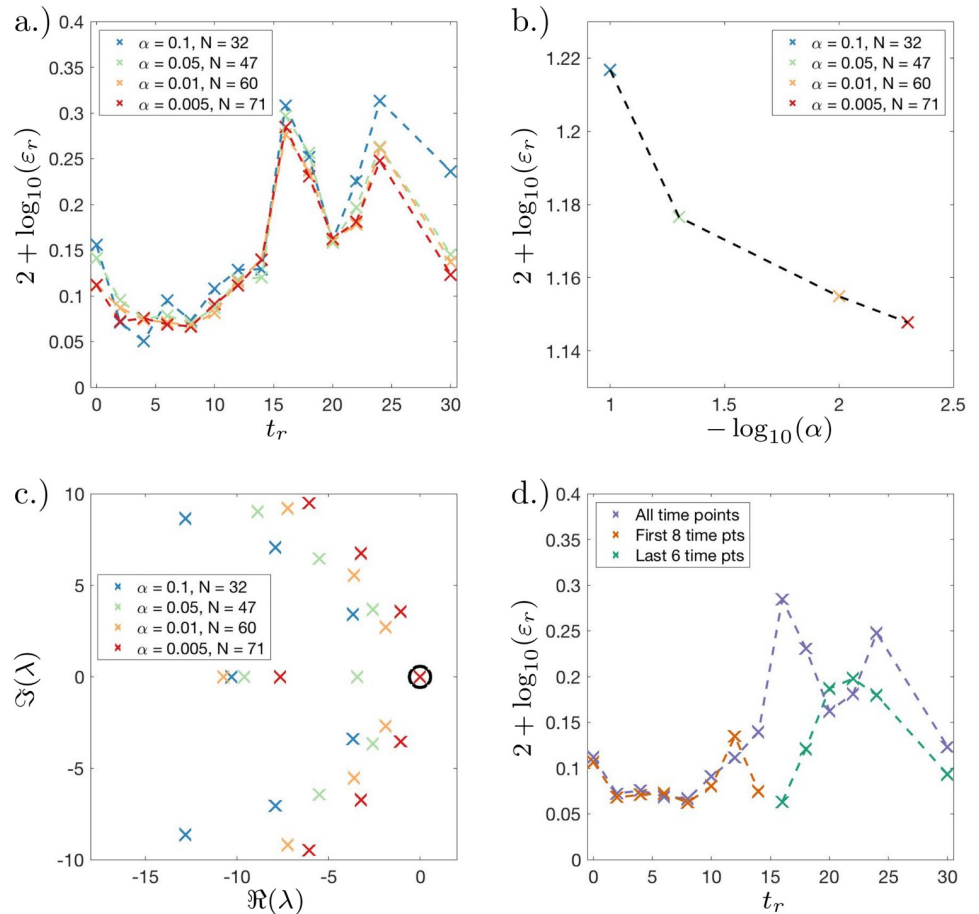 a.)
2 + log₁₀(εᵣ)
0.4
0.35
0.3
0.25
0.2
0.15
0.1
0.05
0
α = 0.1, N = 32
α = 0.05, N = 47
α = 0.01, N = 60
α = 0.005, N = 71
0 5 10 15 20 25 30
tᵣ
b.)
2 + log₁₀(εᵣ)
1.22
1.2
1.18
1.16
1.14
α = 0.1, N = 32
α = 0.05, N = 47
α = 0.01, N = 60
α = 0.005, N = 71
1 1.5 2 2.5
− log₁₀(α)
c.)
ℑ(λ)
10
5
0
-5
-10
α = 0.1, N = 32
α = 0.05, N = 47
α = 0.01, N = 60
α = 0.005, N = 71
-15 -10 -5 0
ℜ(λ)
d.)
2 + log₁₀(εᵣ)
0.4
0.35
0.3
0.25
0.2
0.15
0.1
0.05
0
All time points
First 8 time pts
Last 6 time pts
0 5 10 15 20 25 30
tᵣ